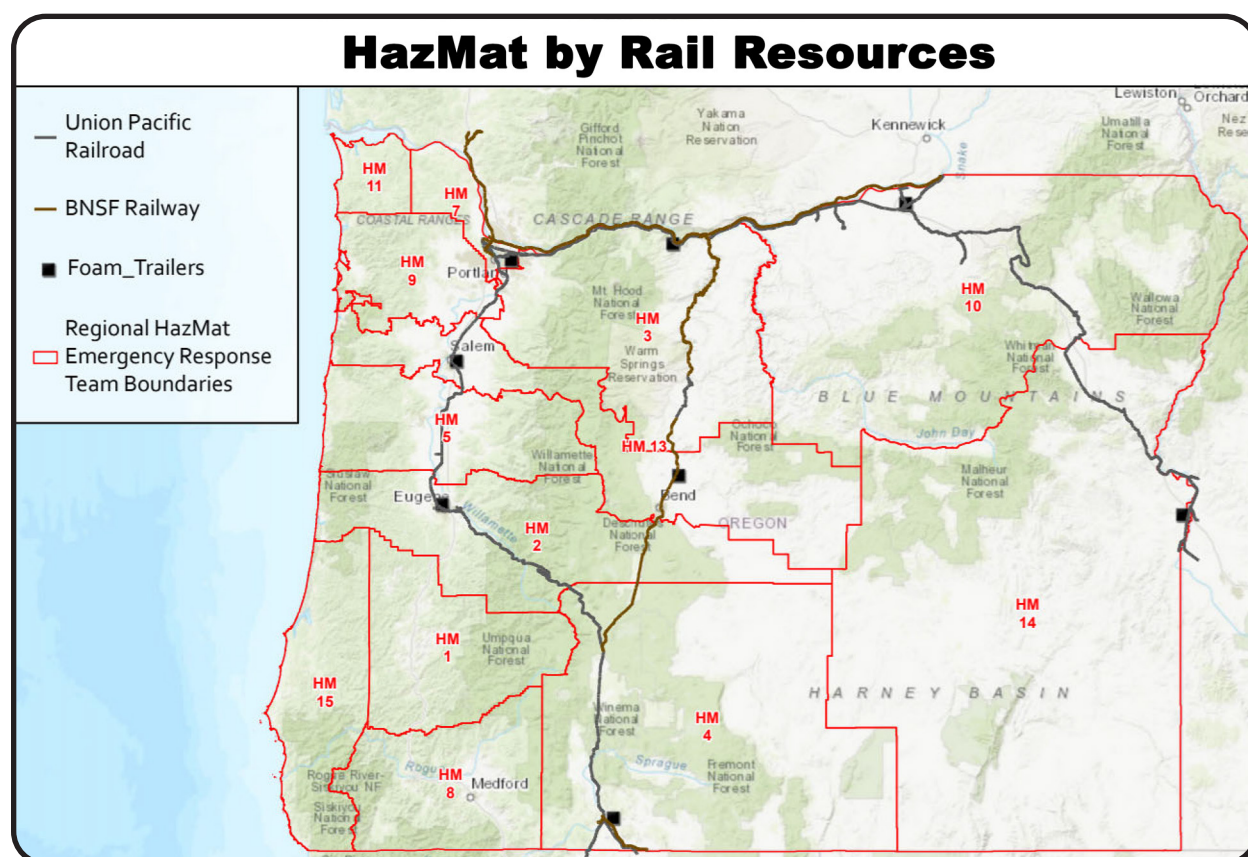 HazMat by Rail Resources
Union Pacific
Railroad
BNSF Railway
Foam_Trailers
Regional HazMat
Emergency Response
Team Boundaries
Lewiston
Orchard
Yakama
Nation
Reservation
Kennewick
Gifford
Pinchot
National
Forest
Umatilla
National
Forest
Nez
Snake
HM
11
HM
7
COASTAL RANGES
CASCADE RANGE
HM
9
Portland
Mt. Hood
National
Forest
HM
3
HM
10
Wallowa
National
Forest
Salem
Warm
Springs
Reservation
Whitman
National
Forest
BLUE MOUNTAINS
HM
5
HM 13
Ochoco
National
Forest
John Day
Willamette
National
Forest
Malheur
National
Forest
Siuslaw
National
Forest
Eugene
Willamette
Bend
HM
2
Deschutes
National
Forest
OREGON
HM
14
HM
1
Umpqua
National
Forest
HM
15
HARNEY BASIN
Winema
National
Forest
HM
4
Rogue River-
Siskiyou NF
Rogue
HM
8
Medford
Sprague
Fremont
National
Forest
Siskiyou
National
Forest